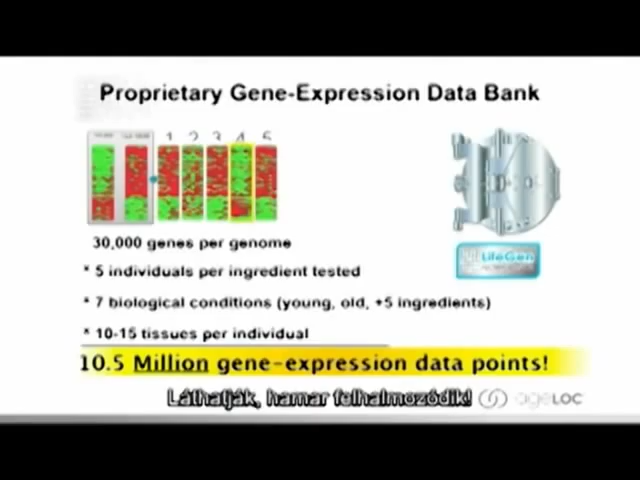 Proprietary Gene-Expression Data Bank
1 2 3 4 5
30,000 genes per genome
* 5 individuals per ingredient tested
* 7 biological conditions (young, old, +5 ingredients)
LifeGen
* 10-15 tissues per individual
10.5 Million gene-expression data points!
Láthatják, hamar felhalmozódik!
ageLOC